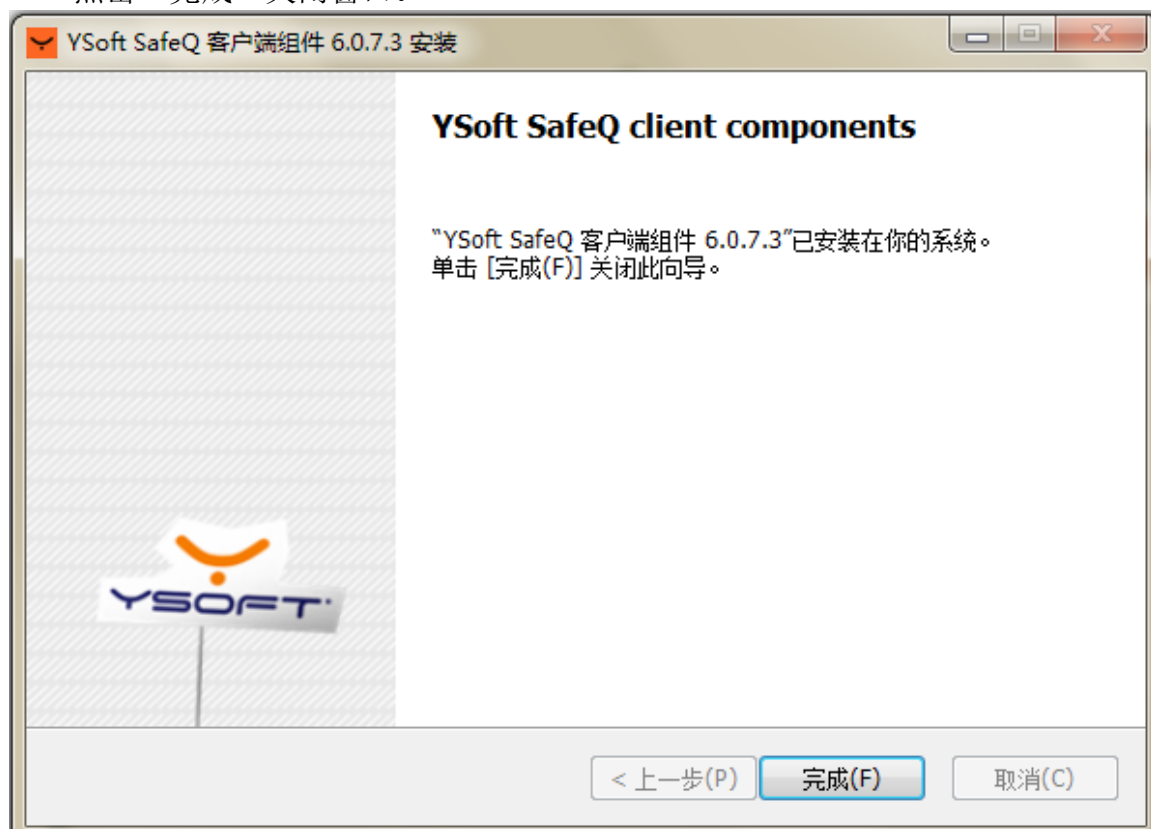 YSoft SafeQ 客户端组件 6.0.7.3 安装
YSoft SafeQ client components
“YSoft SafeQ 客户端组件 6.0.7.3”已安装在你的系统。
单击 [完成(F)] 关闭此向导。
YSOFT
< 上一步(P) 完成(F) 取消(C)